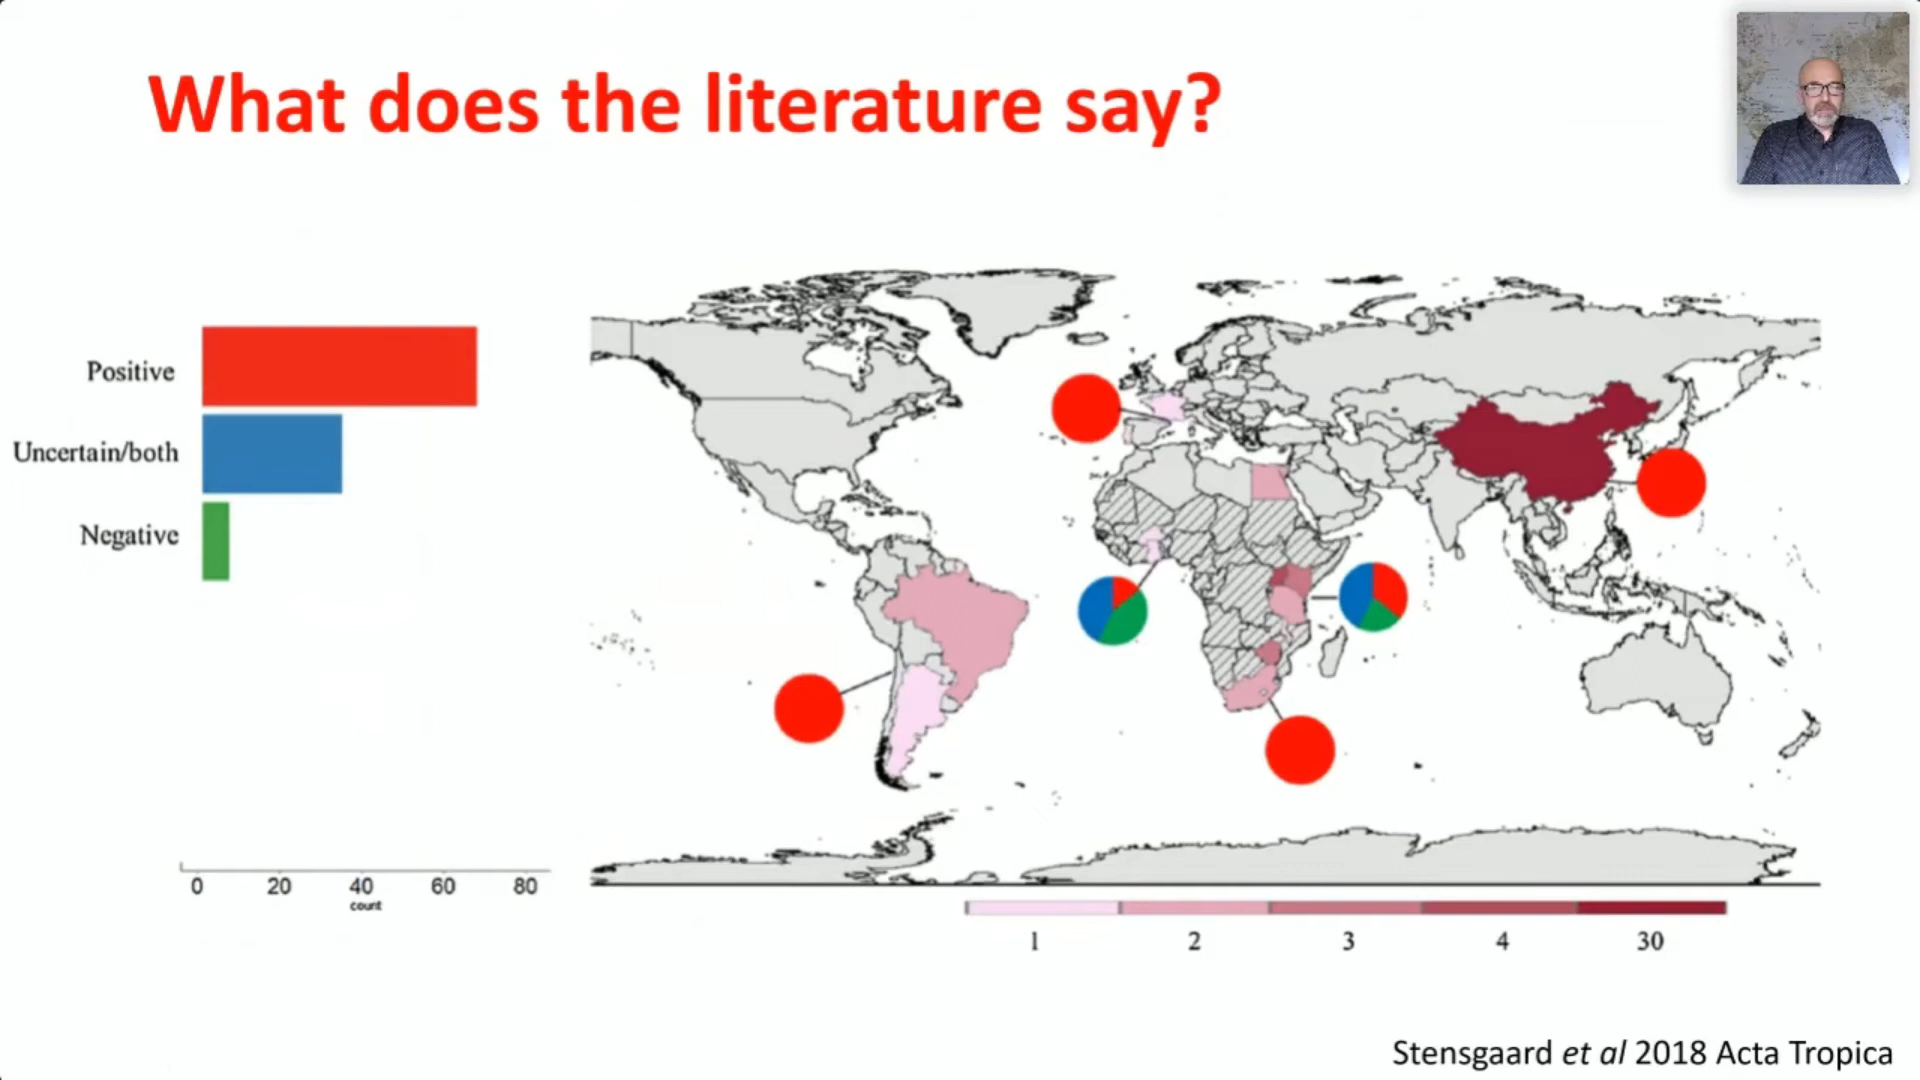 What does the literature say?
Positive
Uncertain/both
Negative
0 20 40 60 80
count
1 2 3 4 30
Stensgaard et al 2018 Acta Tropica